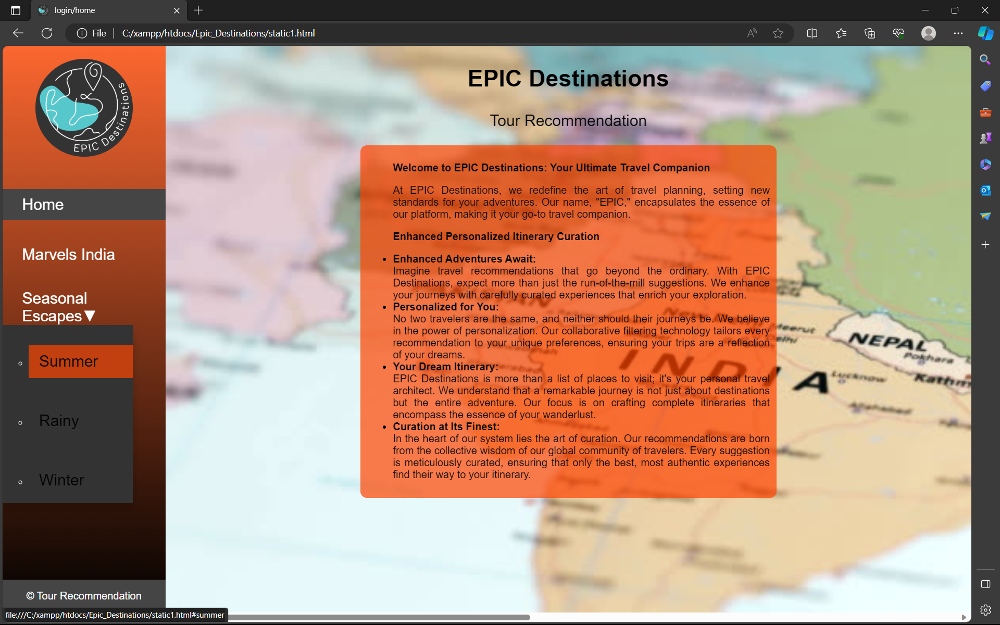 login/home
File
C:/xampp/htdocs/Epic_Destinations/static1.html
EPIC Destinations
Home
Marvels India
Seasonal
Escapes▼
Summer
Rainy
Winter
© Tour Recommendation
file:///C:/xampp/htdocs/Epic_Destinations/static1.html#summer
EPIC Destinations
Tour Recommendation
Welcome to EPIC Destinations: Your Ultimate Travel Companion
At EPIC Destinations, we redefine the art of travel planning, setting new
standards for your adventures. Our name, "EPIC," encapsulates the essence of
our platform, making it your go-to travel companion.
Enhanced Personalized Itinerary Curation
• Enhanced Adventures Await:
Imagine travel recommendations that go beyond the ordinary. With EPIC
Destinations, expect more than just the run-of-the-mill suggestions. We enhance
your journeys with carefully curated experiences that enrich your exploration.
• Personalized for You:
No two travelers are the same, and neither should their journeys be. We believe
in the power of personalization. Our collaborative filtering technology tailors every
recommendation to your unique preferences, ensuring your trips are a reflection
of your dreams.
• Your Dream Itinerary:
EPIC Destinations is more than a list of places to visit; it's your personal travel
architect. We understand that a remarkable journey is not just about destinations
but the entire adventure. Our focus is on crafting complete itineraries that
encompass the essence of your wanderlust.
• Curation at Its Finest:
In the heart of our system lies the art of curation. Our recommendations are born
from the collective wisdom of our global community of travelers. Every suggestion
is meticulously curated, ensuring that only the best, most authentic experiences
find their way to your itinerary.
New Delhi
Meerut
Delhi
NEPAL
Pokhara
INDIA
Lucknow
Allahabad